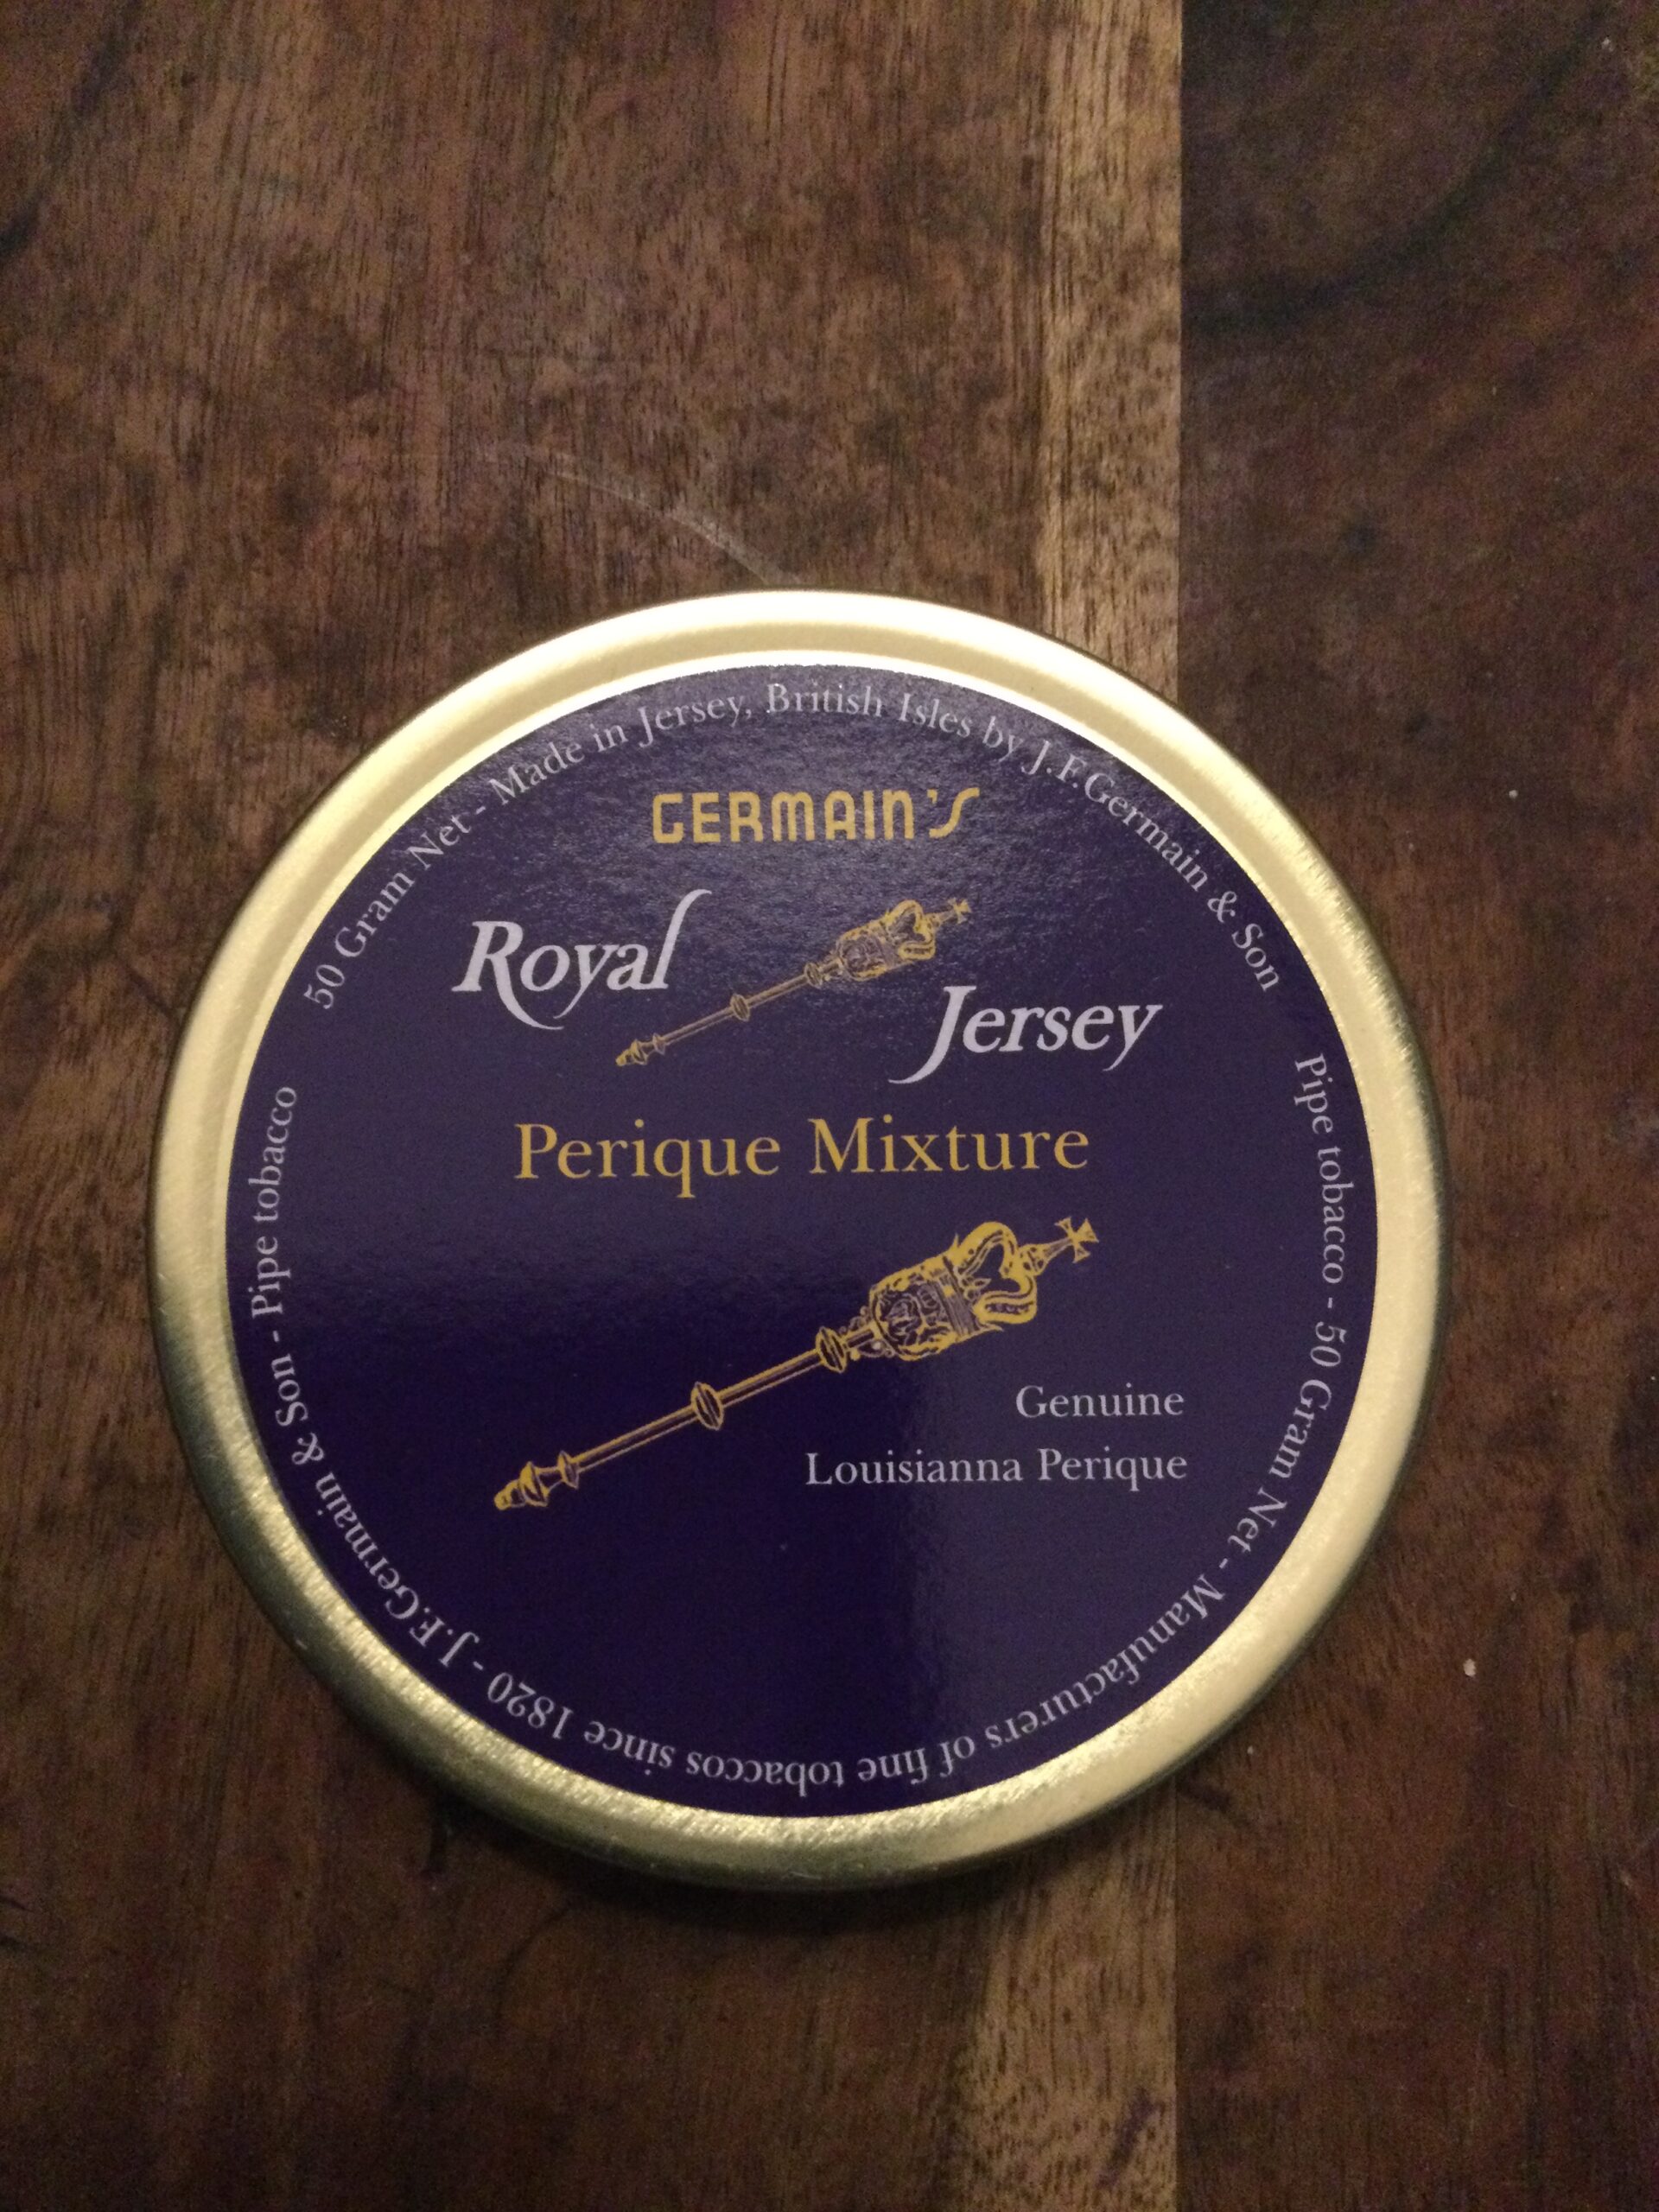 50 Gram Net - Made in Jersey, British Isles by J.F.Germain & Son
GERMAIN'S
Royal
Jersey
Perique Mixture
Genuine
Louisianna Perique
Pipe tobacco - 50 Gram Net - Manufacturers of fine tobaccos since 1820 - J.F.Germain & Son - Pipe tobacco